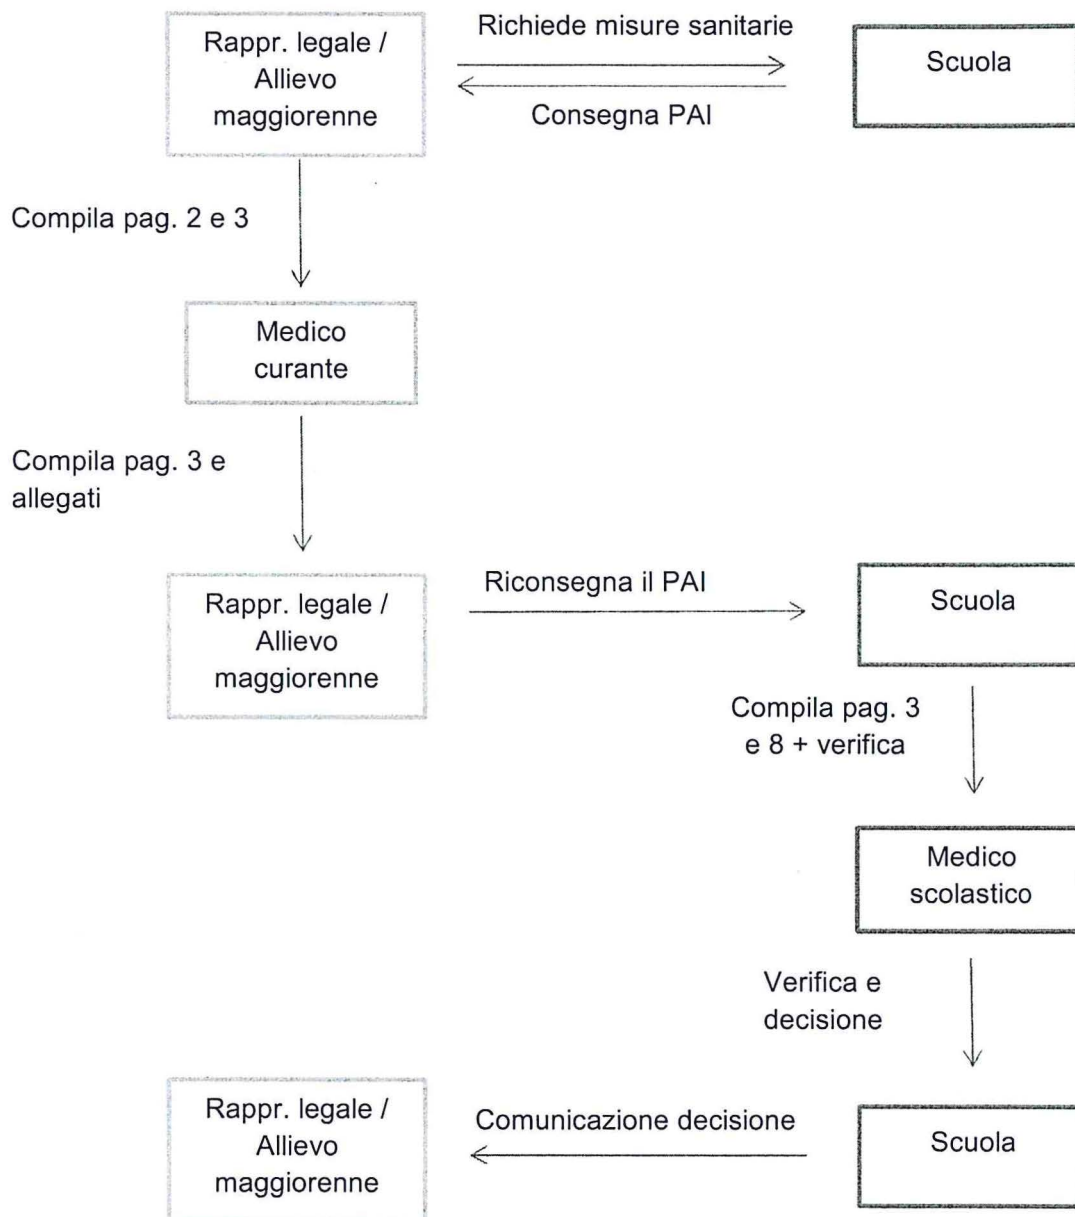 Rappr. legale /
Allievo
maggiorenne
Richiede misure sanitarie
Consegna PAI
Scuola
Compila pag. 2 e 3
Medico
curante
Compila pag. 3 e
allegati
Rappr. legale /
Allievo
maggiorenne
Riconsegna il PAI
Scuola
Compila pag. 3
e 8 + verifica
Medico
scolastico
Verifica e
decisione
Rappr. legale /
Allievo
maggiorenne
Comunicazione decisione
Scuola